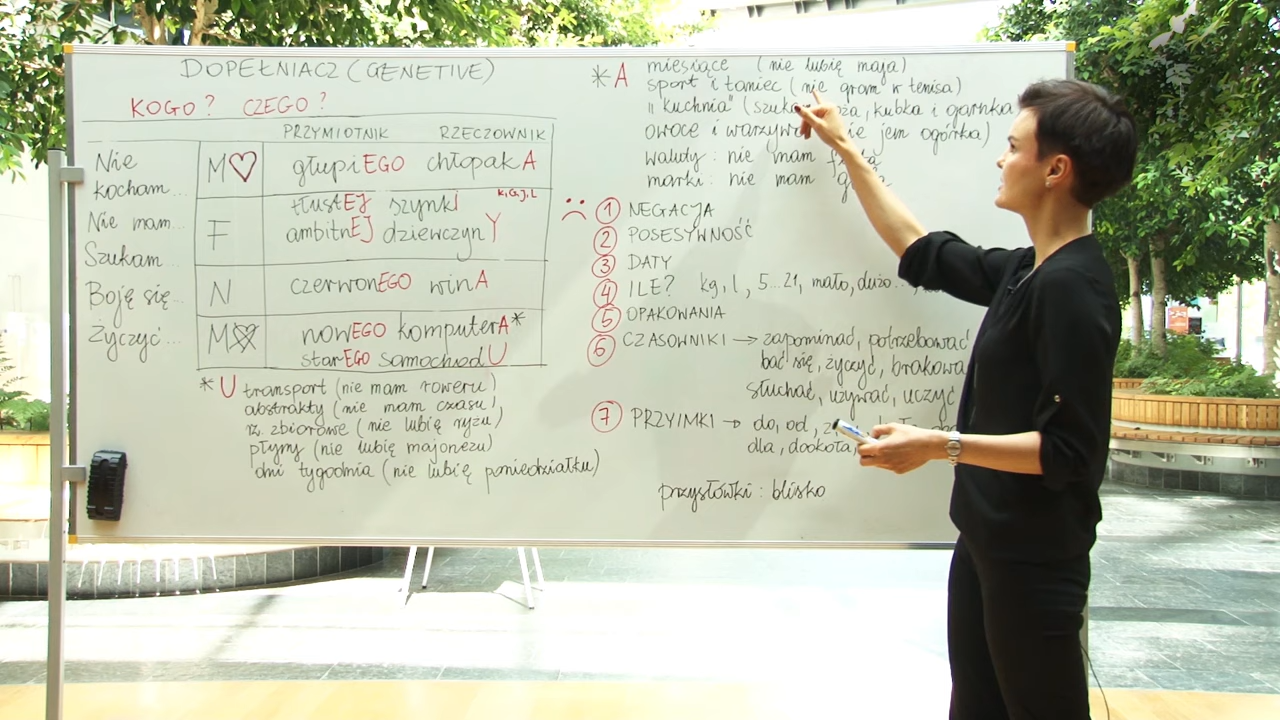 DOPEŁNIACZ (GENETIVE)
KOGO? CZEGO?
PRZYMIOTNIK RZECZOWNIK
Nie kocham...
Nie mam...
Szukam...
Boję się...
Życzyć...
M♡ głupiEGO chłopakA
F tłustEJ szynkI K,G,J,L
ambitnEJ dziewczynY
N czerwonEGO winA
M nowEGO komputerA*
starEGO samochodU
*U transport (nie mam roweru)
abstrakty (nie mam czasu)
rz. zbiorowe (nie lubię ryżu)
płyny (nie lubię majonezu)
dni tygodnia (nie lubię poniedziałku)
*A miesiące (nie lubię maja)
sport i taniec (nie gram w tenisa)
"kuchnia" kubka i garnka
owoce i warzywa jem ogórka)
waluty: nie mam
marki: nie mam
1 NEGACJA
2 POSESYWNOŚĆ
3 DATY
4 ILE? kg, l, 5...21, mało, dużo...
5 OPAKOWANIA
6 CZASOWNIKI → zapominać, potrzebować
bać się, życzyć,
słuchać, używać, uczyć
7 PRZYIMKI → do, od,
dla, dookoła,
przysłówki: blisko